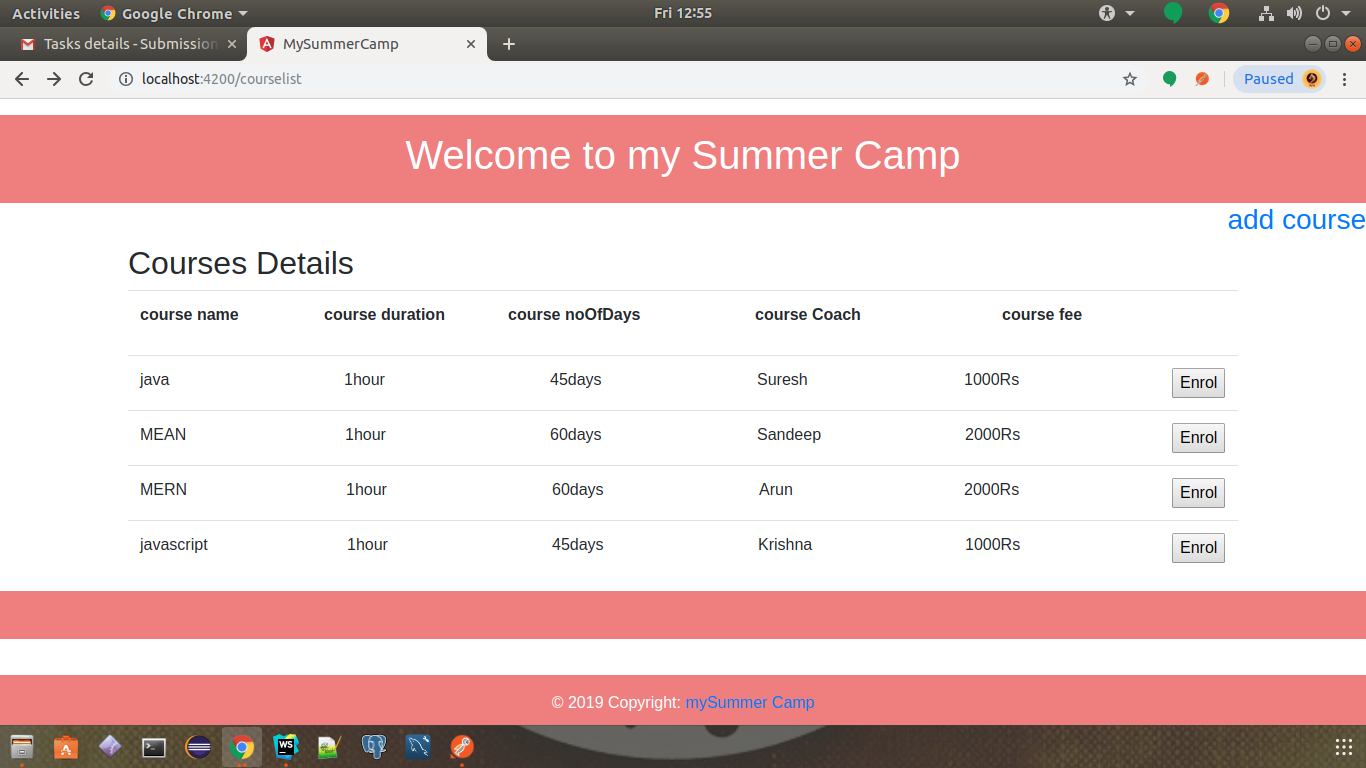 Activities Google Chrome Fri 12:55
Tasks details - Submission MySummerCamp
localhost:4200/courselist Paused
Welcome to my Summer Camp
add course
Courses Details
course name course duration course noOfDays course Coach course fee
java 1hour 45days Suresh 1000Rs Enrol
MEAN 1hour 60days Sandeep 2000Rs Enrol
MERN 1hour 60days Arun 2000Rs Enrol
javascript 1hour 45days Krishna 1000Rs Enrol
© 2019 Copyright: mySummer Camp
WS